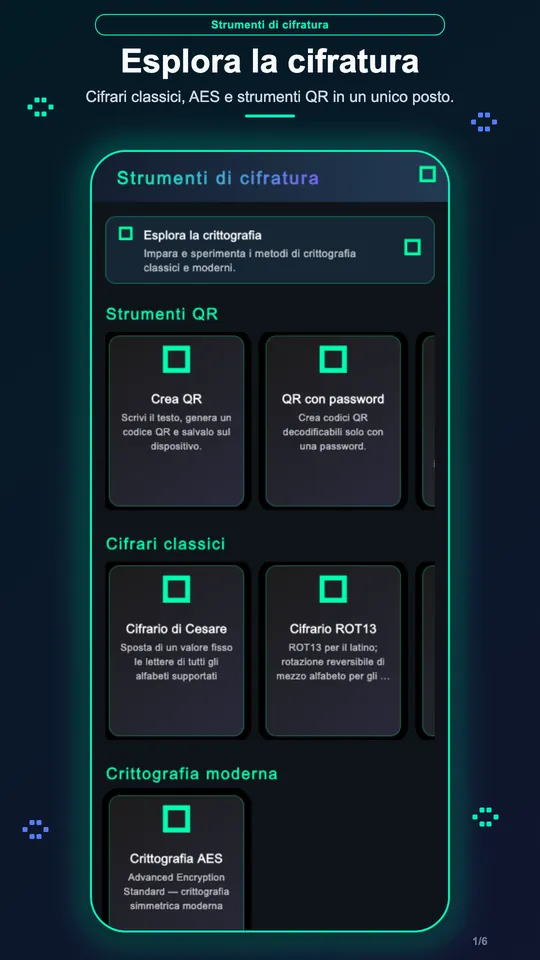 Strumenti di cifratura
Esplora la cifratura
Cifrari classici, AES e strumenti QR in un unico posto.
Strumenti di cifratura
Esplora la crittografia
Impara e sperimenta i metodi di crittografia
classici e moderni.
Strumenti QR
Crea QR
Scrivi il testo, genera un
codice QR e salvalo sul
dispositivo.
QR con password
Crea codici QR
decodificabili solo con
una password.
Cifrari classici
Cifrario di Cesare
Sposta di un valore fisso
le lettere di tutti gli
alfabeti supportati
Cifrario ROT13
ROT13 per il latino;
rotazione reversibile di
mezzo alfabeto per gli ...
Crittografia moderna
Crittografia AES
Advanced Encryption
Standard — crittografia
simmetrica moderna
1/6